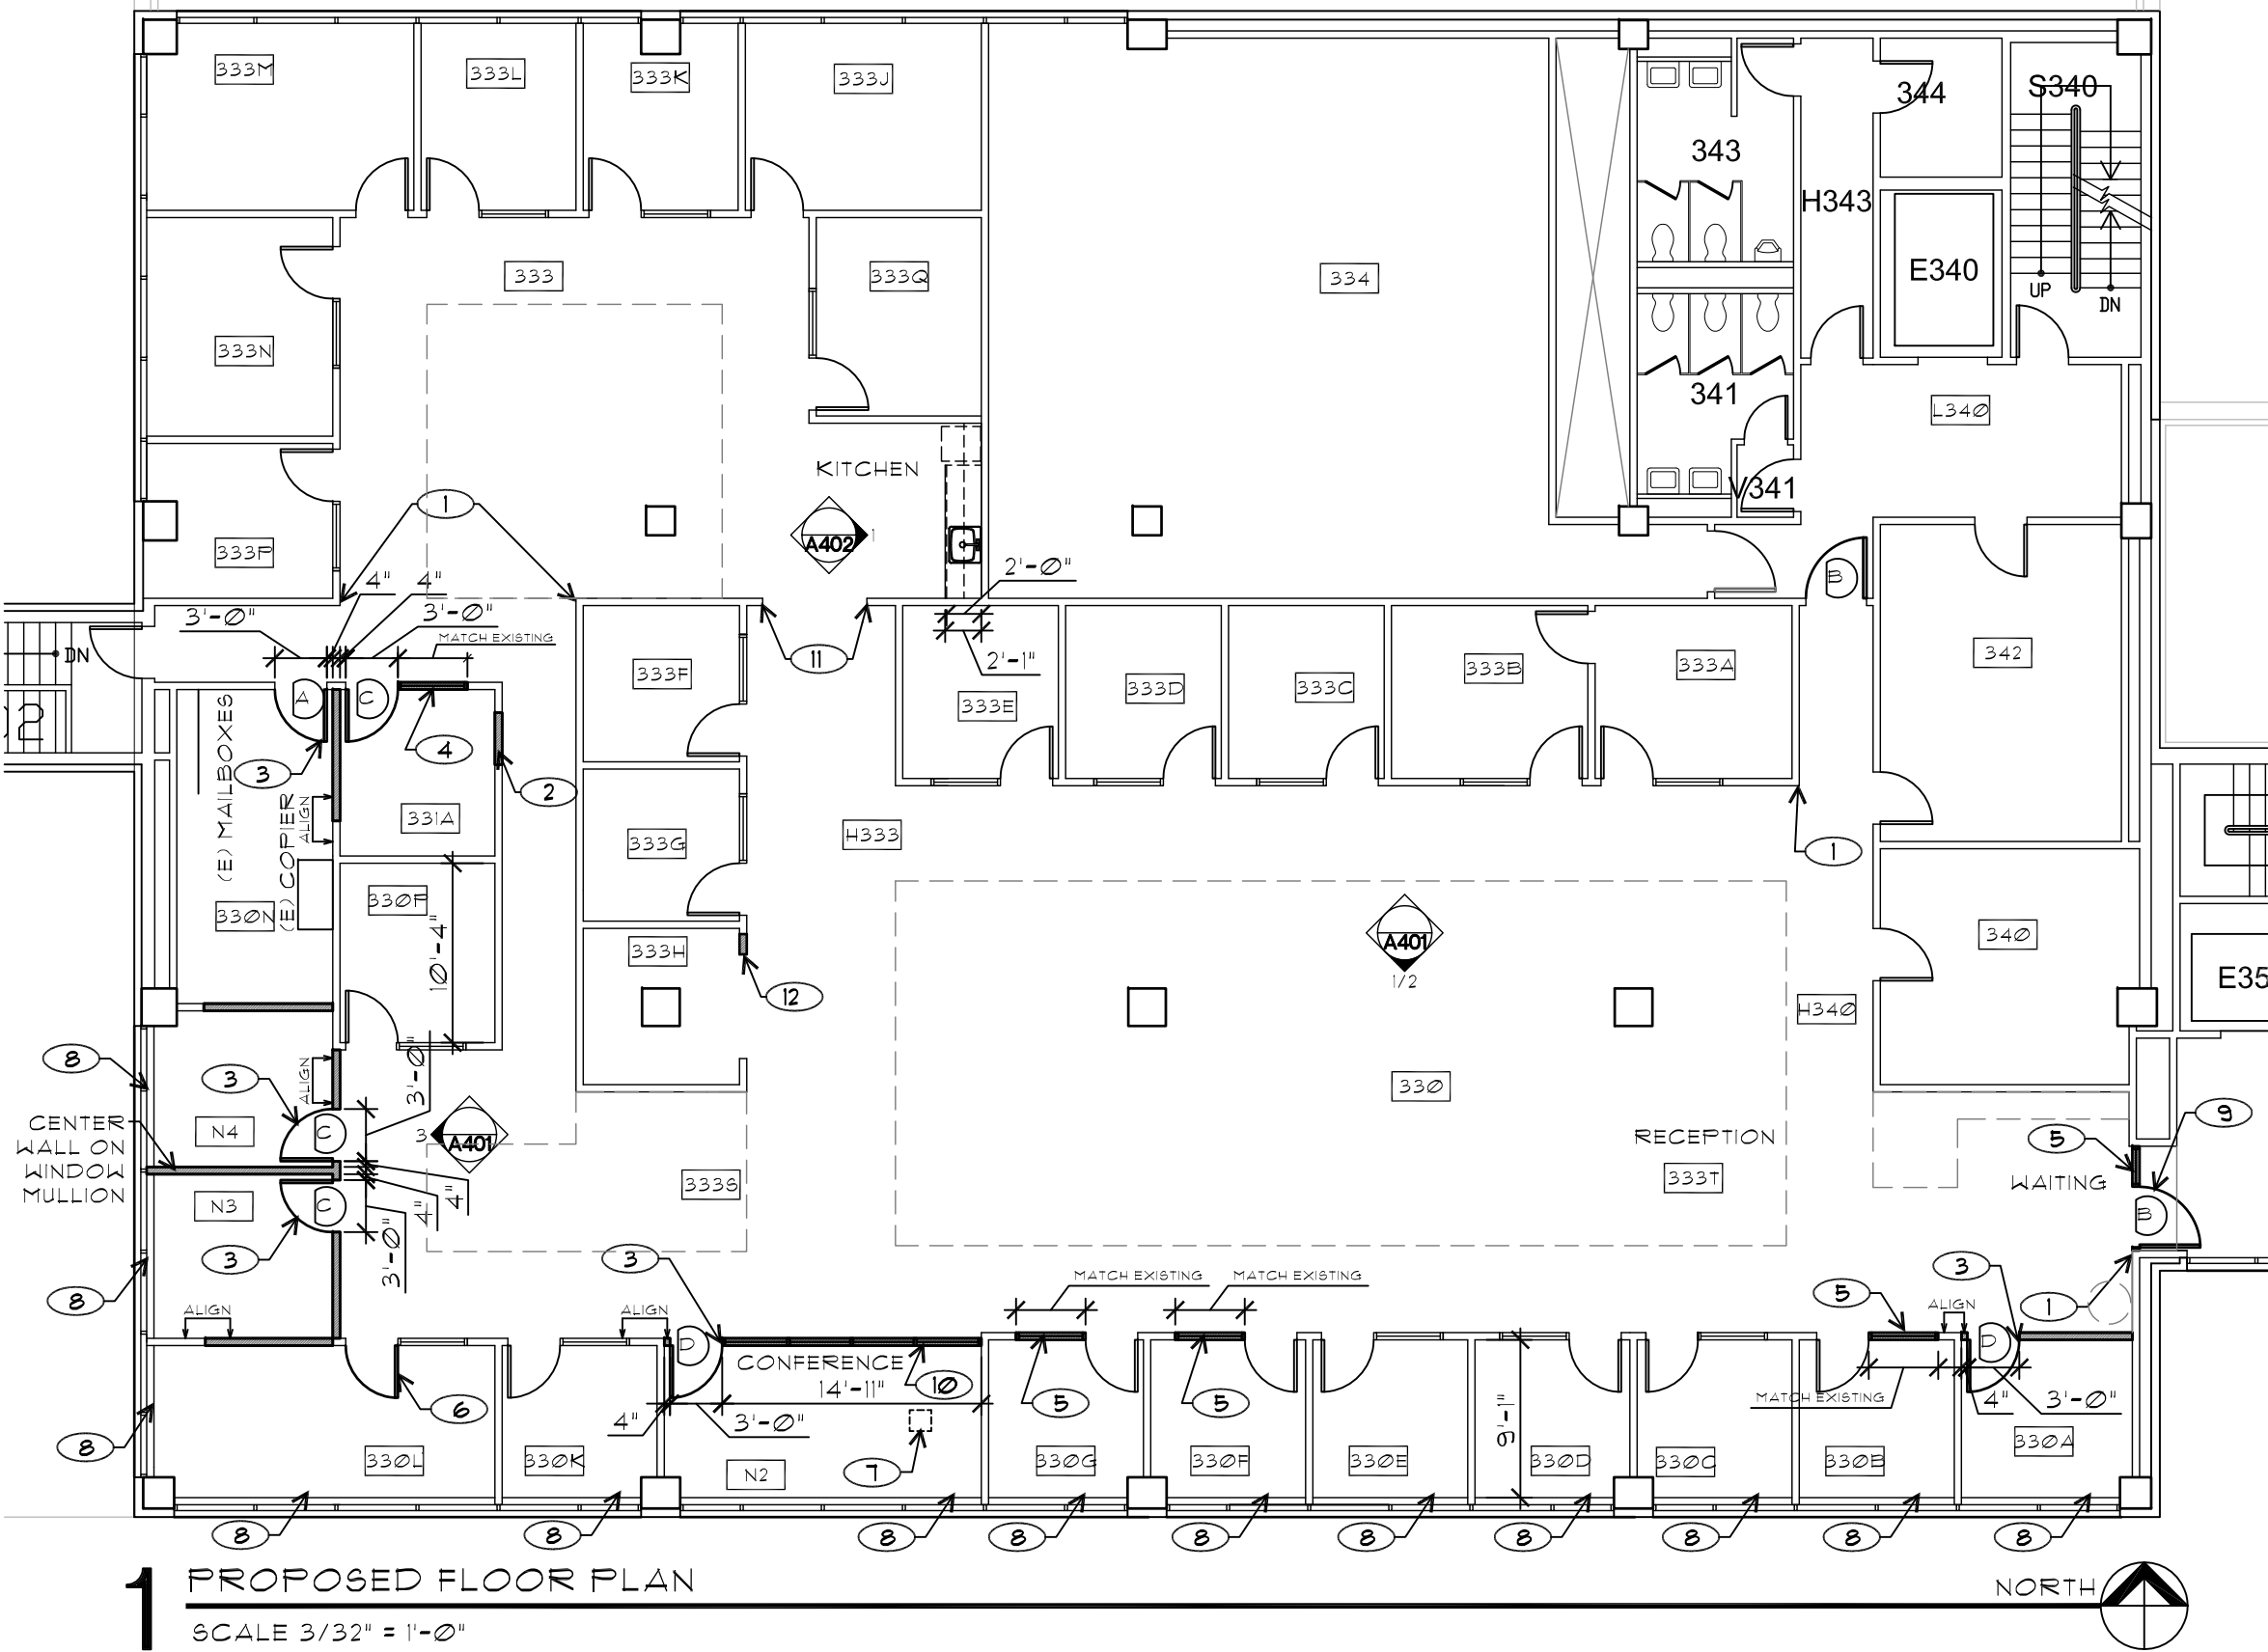 333M
333L
333K
333J
344
S340
343
H343
333
333Q
334
E340
UP
DN
333N
341
L340
KITCHEN
V341
1
A402
1
333P
2'-0"
B
4"
4"
3'-0"
3'-0"
MATCH EXISTING
DN
11
2'-1"
333F
333E
333D
333C
333B
333A
342
A
C
(E) MAILBOXES
(E) COPIER
ALIGN
3
4
2
331A
333G
H333
1
330N
330P
10'-4"
333H
A401
1/2
340
E35
12
H340
8
3
ALIGN
3'-0"
330
9
CENTER
WALL ON
WINDOW
MULLION
N4
C
3
A401
RECEPTION
5
333S
333T
WAITING
N3
C
4"
4"
B
3
3'-0"
3
MATCH EXISTING
MATCH EXISTING
3
8
5
1
ALIGN
ALIGN
ALIGN
D
D
CONFERENCE
14'-11"
10
6
5
5
MATCH EXISTING
4"
3'-0"
4"
3'-0"
9'-1"
8
330L
330K
N2
7
330G
330F
330E
330D
330C
330B
330A
8
8
8
8
8
8
8
8
8
8
1
PROPOSED FLOOR PLAN
NORTH
SCALE 3/32" = 1'-0"